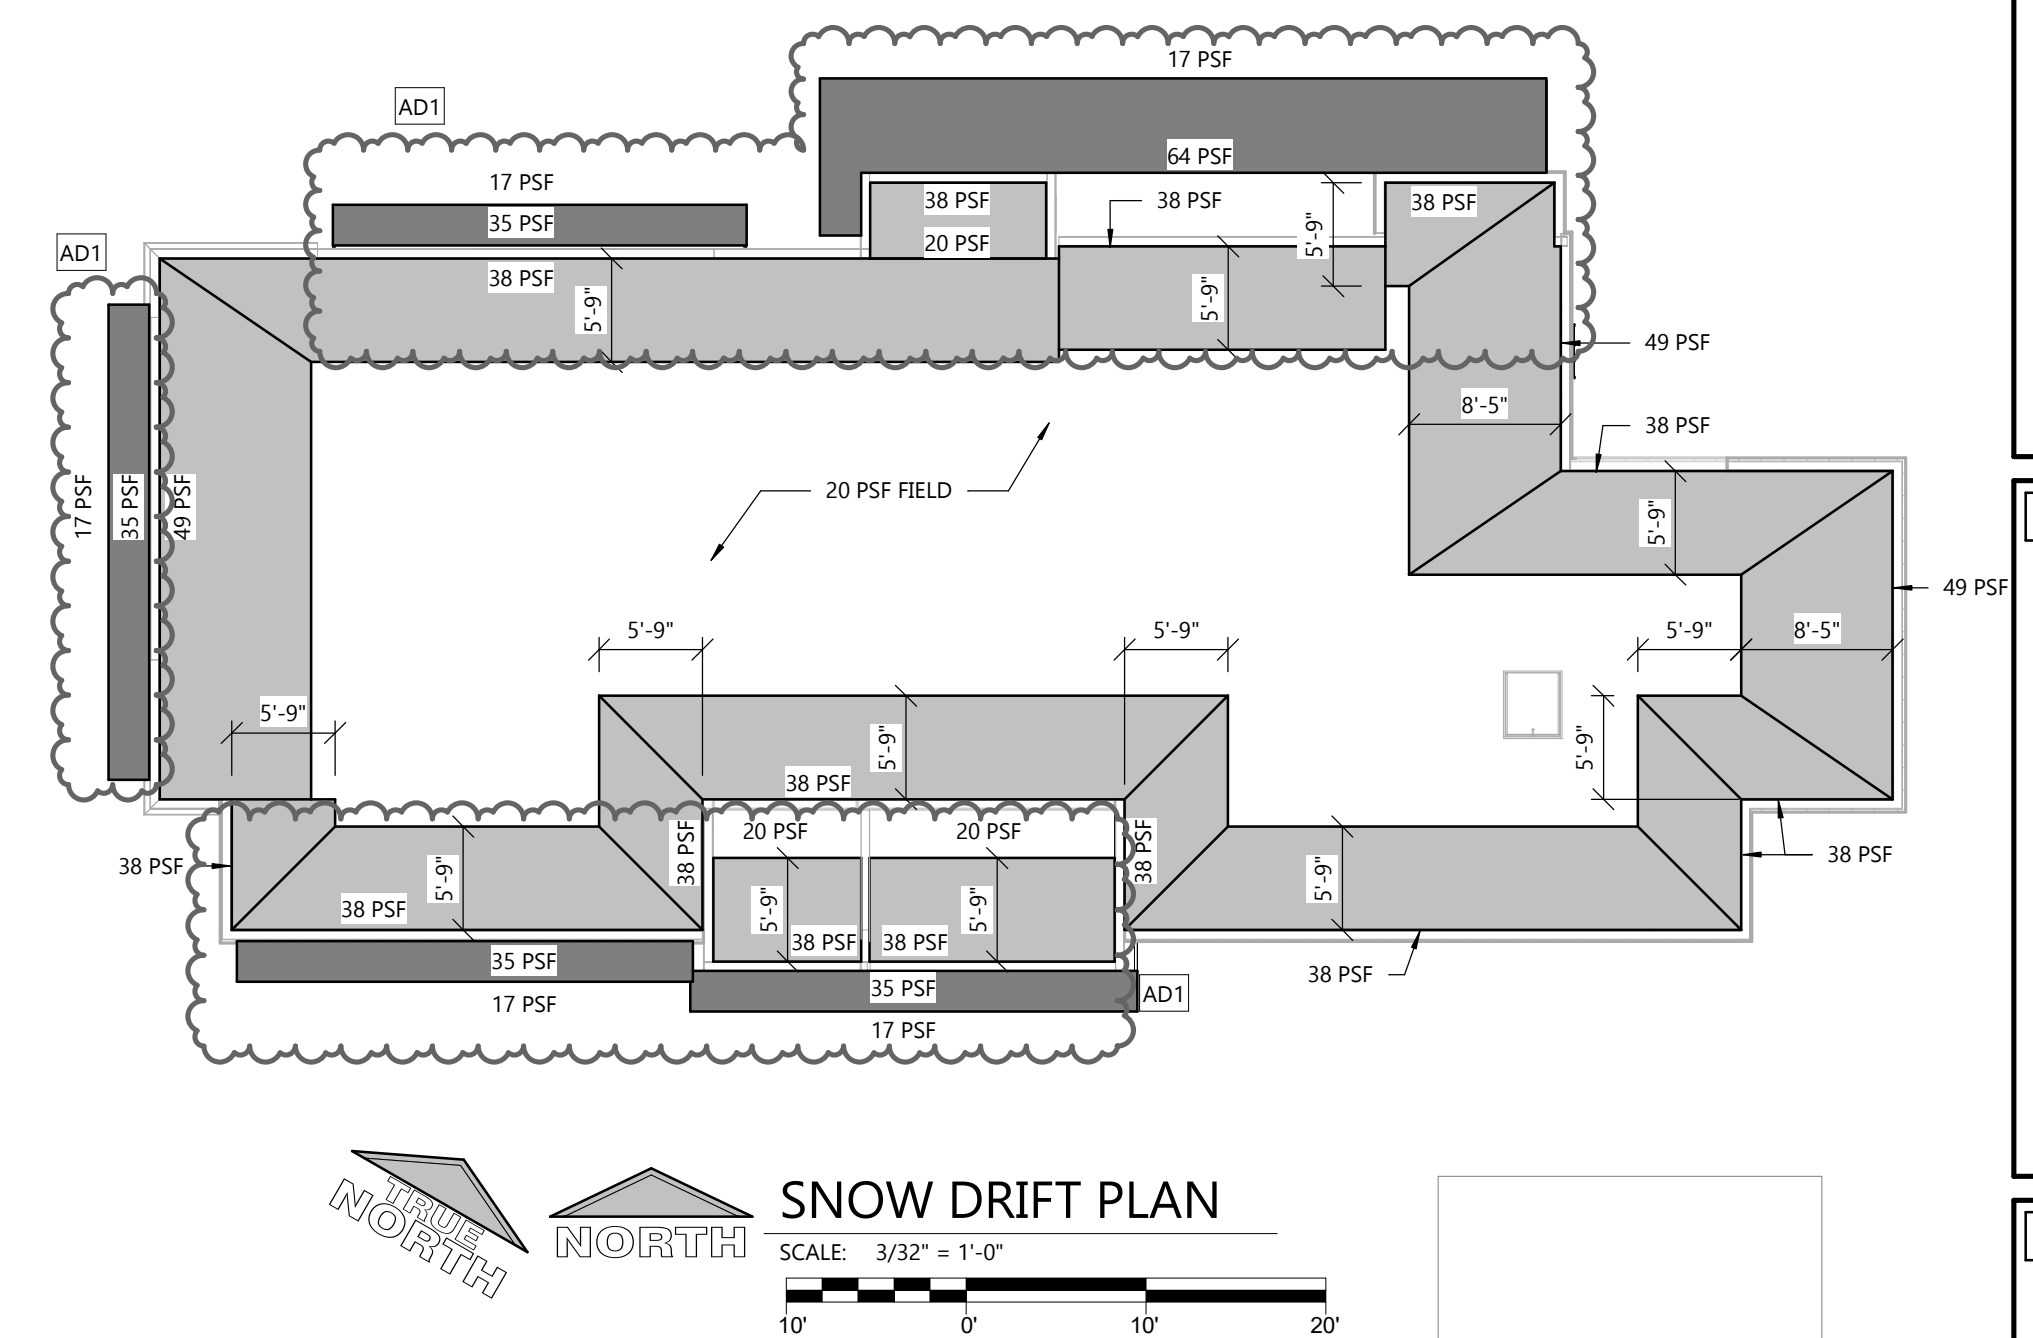 17 PSF
AD1
64 PSF
17 PSF
38 PSF
38 PSF
38 PSF
35 PSF
5'-9"
AD1
20 PSF
38 PSF
5'-9"
5'-9"
49 PSF
8'-5"
38 PSF
17 PSF
35 PSF
49 PSF
20 PSF FIELD
5'-9"
49 PSF
5'-9"
5'-9"
5'-9"
8'-5"
5'-9"
5'-9"
5'-9"
38 PSF
20 PSF
20 PSF
38 PSF
38 PSF
38 PSF
38 PSF
5'-9"
5'-9"
5'-9"
5'-9"
38 PSF
38 PSF
38 PSF
35 PSF
38 PSF
35 PSF
AD1
17 PSF
17 PSF
TRUE
NORTH
NORTH
SNOW DRIFT PLAN
SCALE: 3/32" = 1'-0"
10' 0' 10' 20'